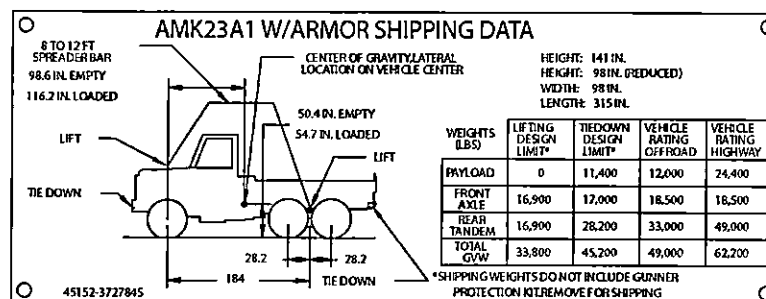 AMK23A1 W/ARMOR SHIPPING DATA
8 TO 12 FT
SPREADER BAR
98.6 IN. EMPTY
116.2 IN. LOADED
CENTER OF GRAVITY,LATERAL
LOCATION ON VEHICLE CENTER
HEIGHT: 141 IN.
HEIGHT: 98 IN. (REDUCED)
WIDTH: 98 IN.
LENGTH: 315 IN.
50.4 IN. EMPTY
54.7 IN. LOADED
LIFT
LIFT
TIE DOWN
28.2
28.2
184
TIE DOWN
WEIGHTS (LBS) LIFTING DESIGN LIMIT* TIEDOWN DESIGN LIMIT* VEHICLE RATING OFFROAD VEHICLE RATING HIGHWAY
PAYLOAD 0 11,400 12,000 24,400
FRONT AXLE 16,900 17,000 18,500 18,500
REAR TANDEM 16,900 28,200 33,000 49,000
TOTAL GVW 33,800 45,200 49,000 62,200
*SHIPPING WEIGHTS DO NOT INCLUDE GUNNER
PROTECTION KIT.REMOVE FOR SHIPPING
45152-3727845